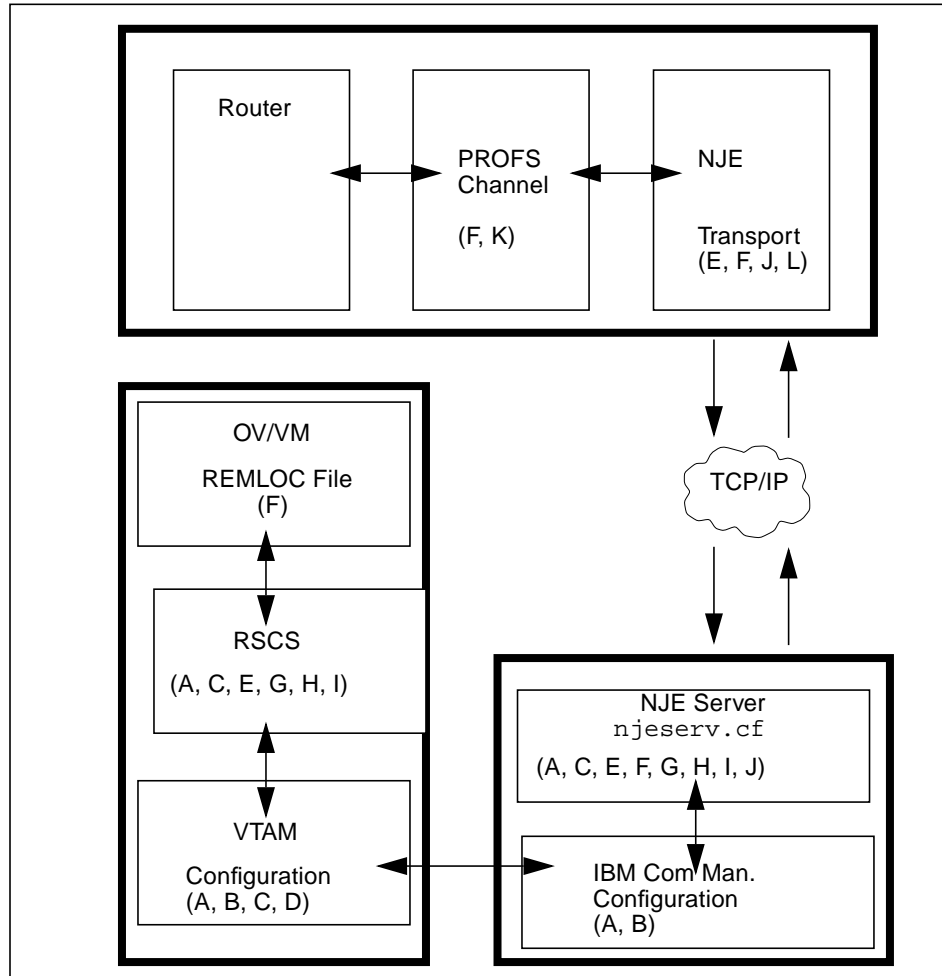 Router
PROFS
Channel
(F, K)
NJE
Transport
(E, F, J, L)
OV/VM
REMLOC File
(F)
TCP/IP
RSCS
(A, C, E, G, H, I)
NJE Server
njeserv.cf
(A, C, E, F, G, H, I, J)
VTAM
Configuration
(A, B, C, D)
IBM Com Man.
Configuration
(A, B)